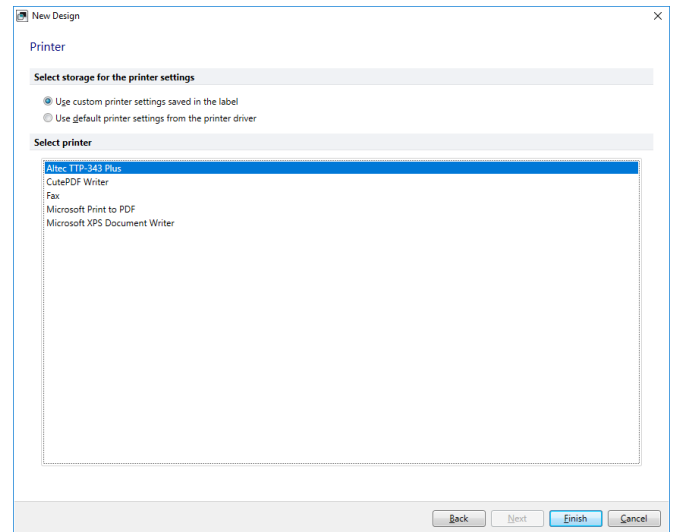 New Design
Printer
Select storage for the printer settings
Use custom printer settings saved in the label
Use default printer settings from the printer driver
Select printer
Altec TTP-343 Plus
CutePDF Writer
Fax
Microsoft Print to PDF
Microsoft XPS Document Writer
Back Next Finish Cancel